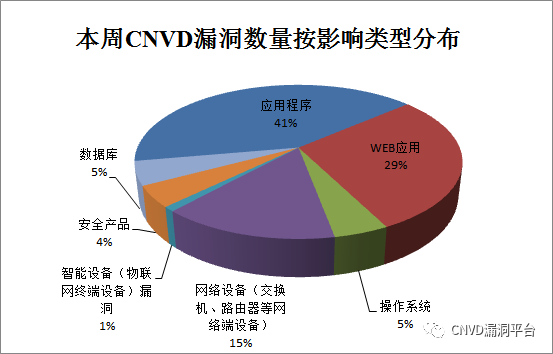 本周CNVD漏洞数量按影响类型分布
应用程序
41%
WEB应用
29%
数据库
5%
安全产品
4%
智能设备（物联
网终端设备）漏
洞
1%
网络设备（交换
机、路由器等网
络端设备）
15%
操作系统
5%
CNVD漏洞平台